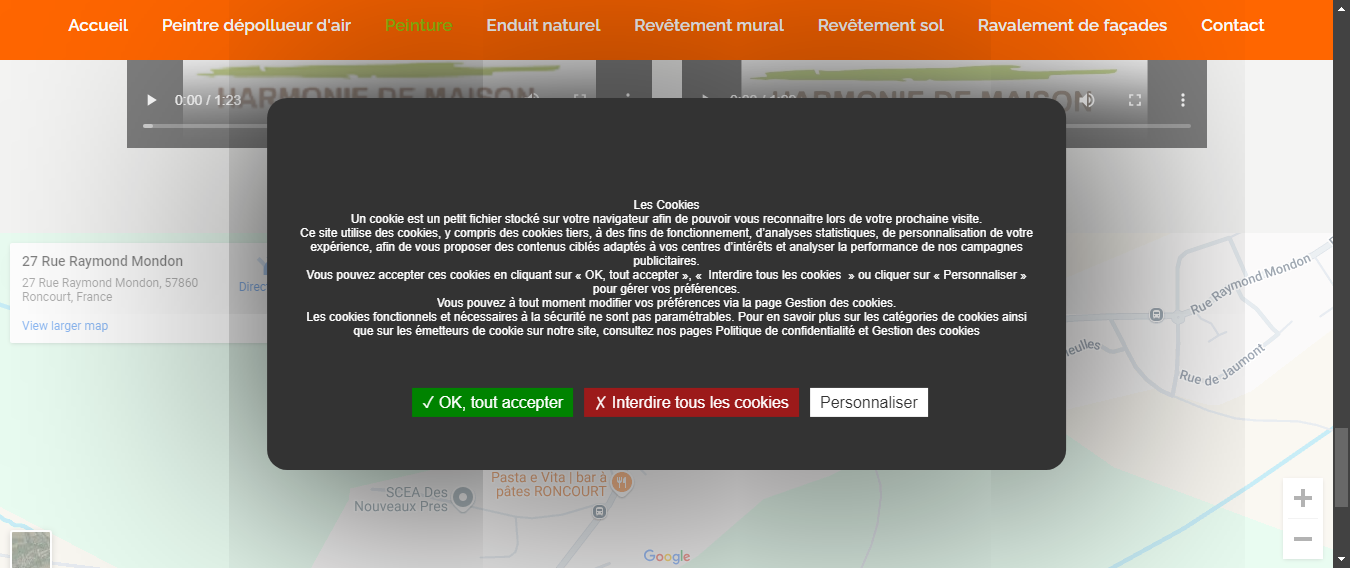 Accueil Peintre dépollueur d'air Peinture Enduit naturel Revêtement mural Revêtement sol Ravalement de façades Contact
HARMONIE DE MAISON HARMONIE DE MAISON
0:00 / 1:23
Les Cookies
Un cookie est un petit fichier stocké sur votre navigateur afin de pouvoir vous reconnaitre lors de votre prochaine visite.
Ce site utilise des cookies, y compris des cookies tiers, à des fins de fonctionnement, d'analyses statistiques, de personnalisation de votre
expérience, afin de vous proposer des contenus ciblés adaptés à vos centres d'intérêts et analyser la performance de nos campagnes
publicitaires.
Vous pouvez accepter ces cookies en cliquant sur « OK, tout accepter », « Interdire tous les cookies » ou cliquer sur « Personnaliser »
pour gérer vos préférences.
Vous pouvez à tout moment modifier vos préférences via la page Gestion des cookies.
Les cookies fonctionnels et nécessaires à la sécurité ne sont pas paramétrables. Pour en savoir plus sur les catégories de cookies ainsi
que sur les émetteurs de cookie sur notre site, consultez nos pages Politique de confidentialité et Gestion des cookies
✓ OK, tout accepter ✗ Interdire tous les cookies Personnaliser
27 Rue Raymond Mondon
27 Rue Raymond Mondon, 57860
Roncourt, France
Direc
View larger map
Rue Raymond Mondon
Rue de Jaumont
Pasta e Vita | bar à
pâtes RONCOURT
SCEA Des
Nouveaux Pres
Google